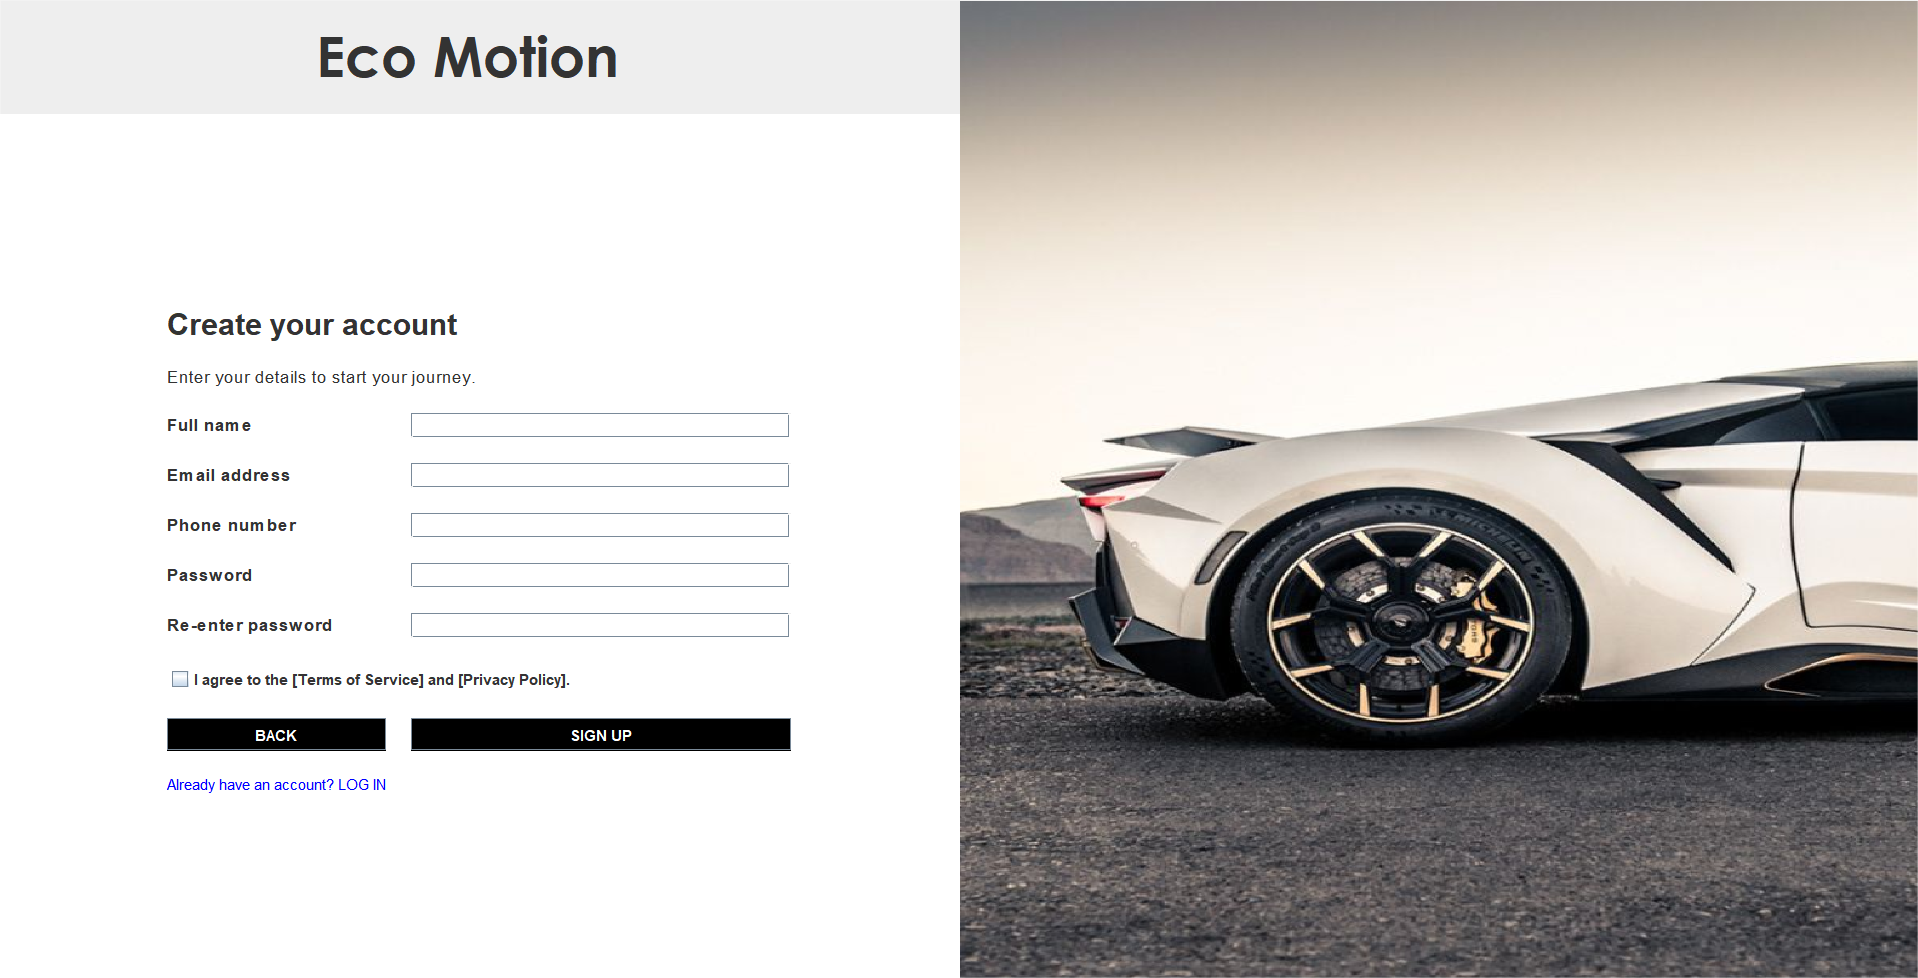 Eco Motion
Create your account
Enter your details to start your journey.
Full name
Email address
Phone number
Password
Re-enter password
I agree to the [Terms of Service] and [Privacy Policy].
BACK
SIGN UP
Already have an account? LOG IN